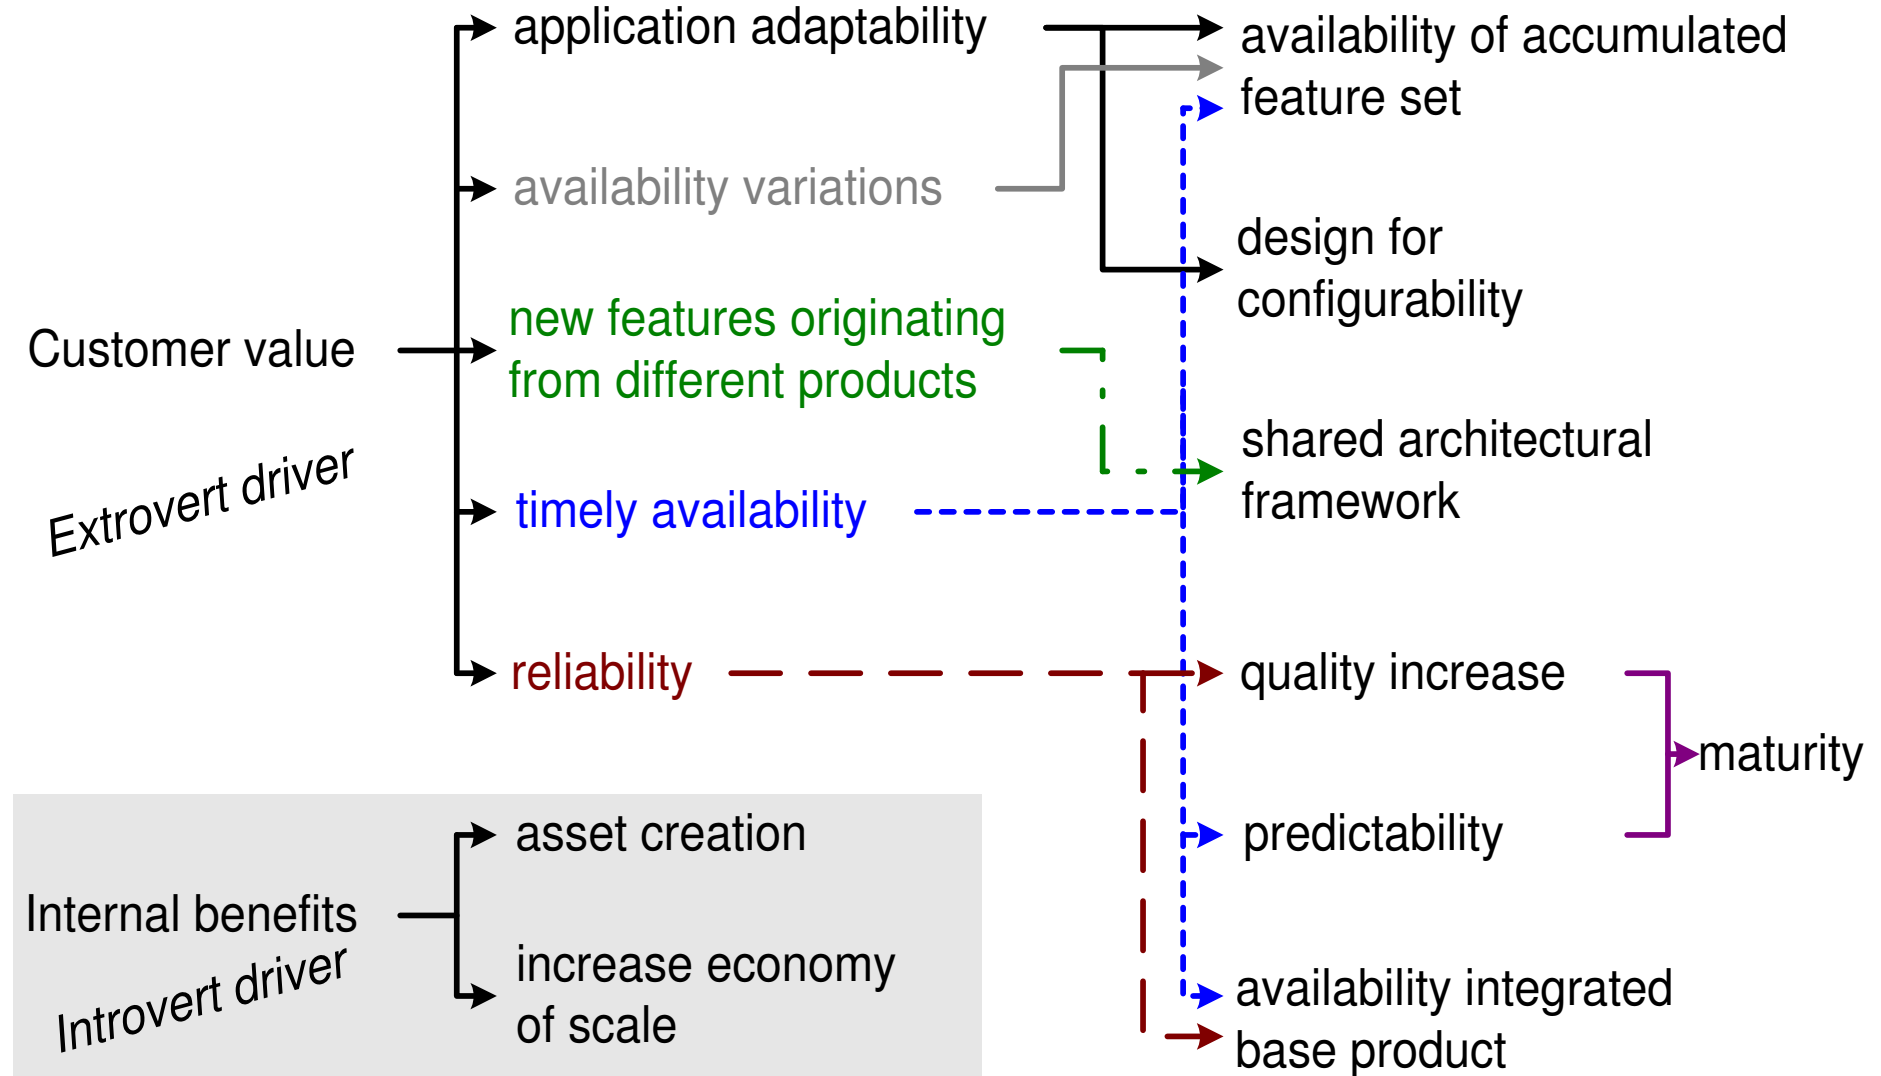 application adaptability
availability variations
new features originating
from different products
Customer value
Extrovert driver
timely availability
reliability
asset creation
Internal benefits
Introvert driver
increase economy
of scale
availability of accumulated
feature set
design for
configurability
shared architectural
framework
quality increase
maturity
predictability
availability integrated
base product